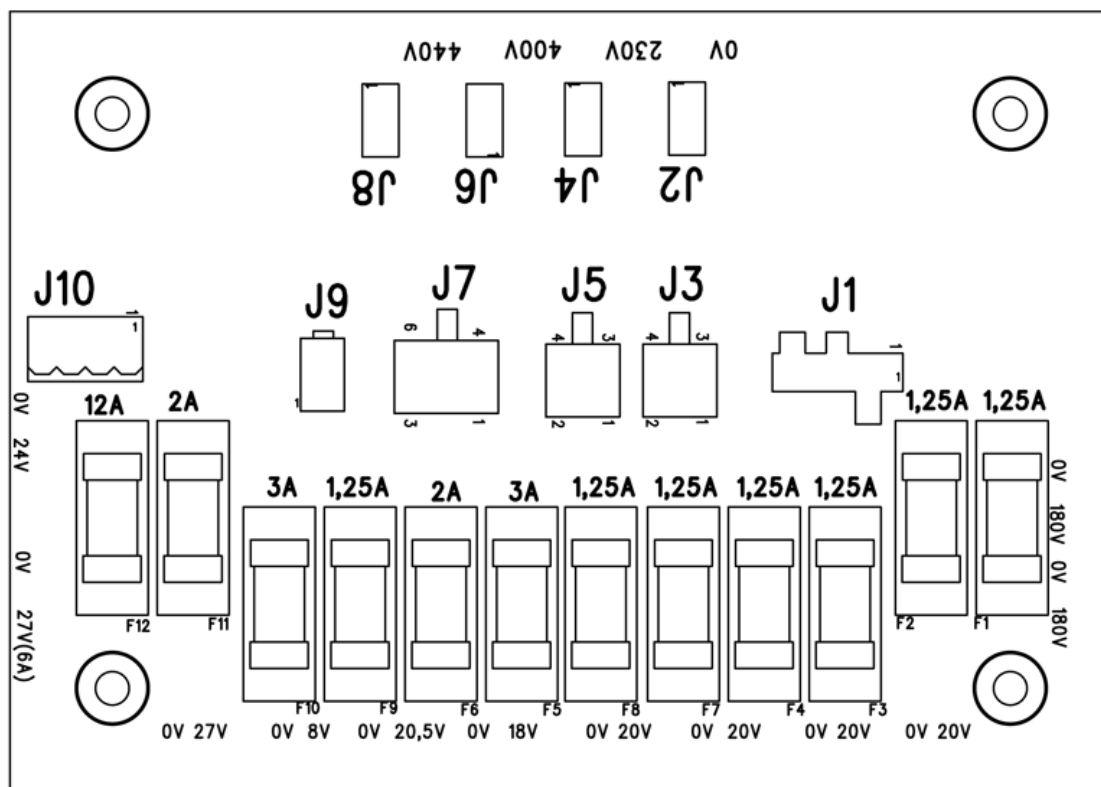 440V 400V 230V 0V
1 1 1 1
J8 J6 J4 J2
J10 J9 J7 J5 J3 J1
1 6 4 4 3 4 3 1
1 1
1 3 1 2 1 2 1
12A 2A 1,25A 1,25A
0V
24V
0V
27V(6A)
3A 1,25A 2A 3A 1,25A 1,25A 1,25A 1,25A
0V
180V
0V
180V
F12 F11 F2 F1
F10 F9 F6 F5 F8 F7 F4 F3
0V 27V 0V 8V 0V 20,5V 0V 18V 0V 20V 0V 20V 0V 20V 0V 20V